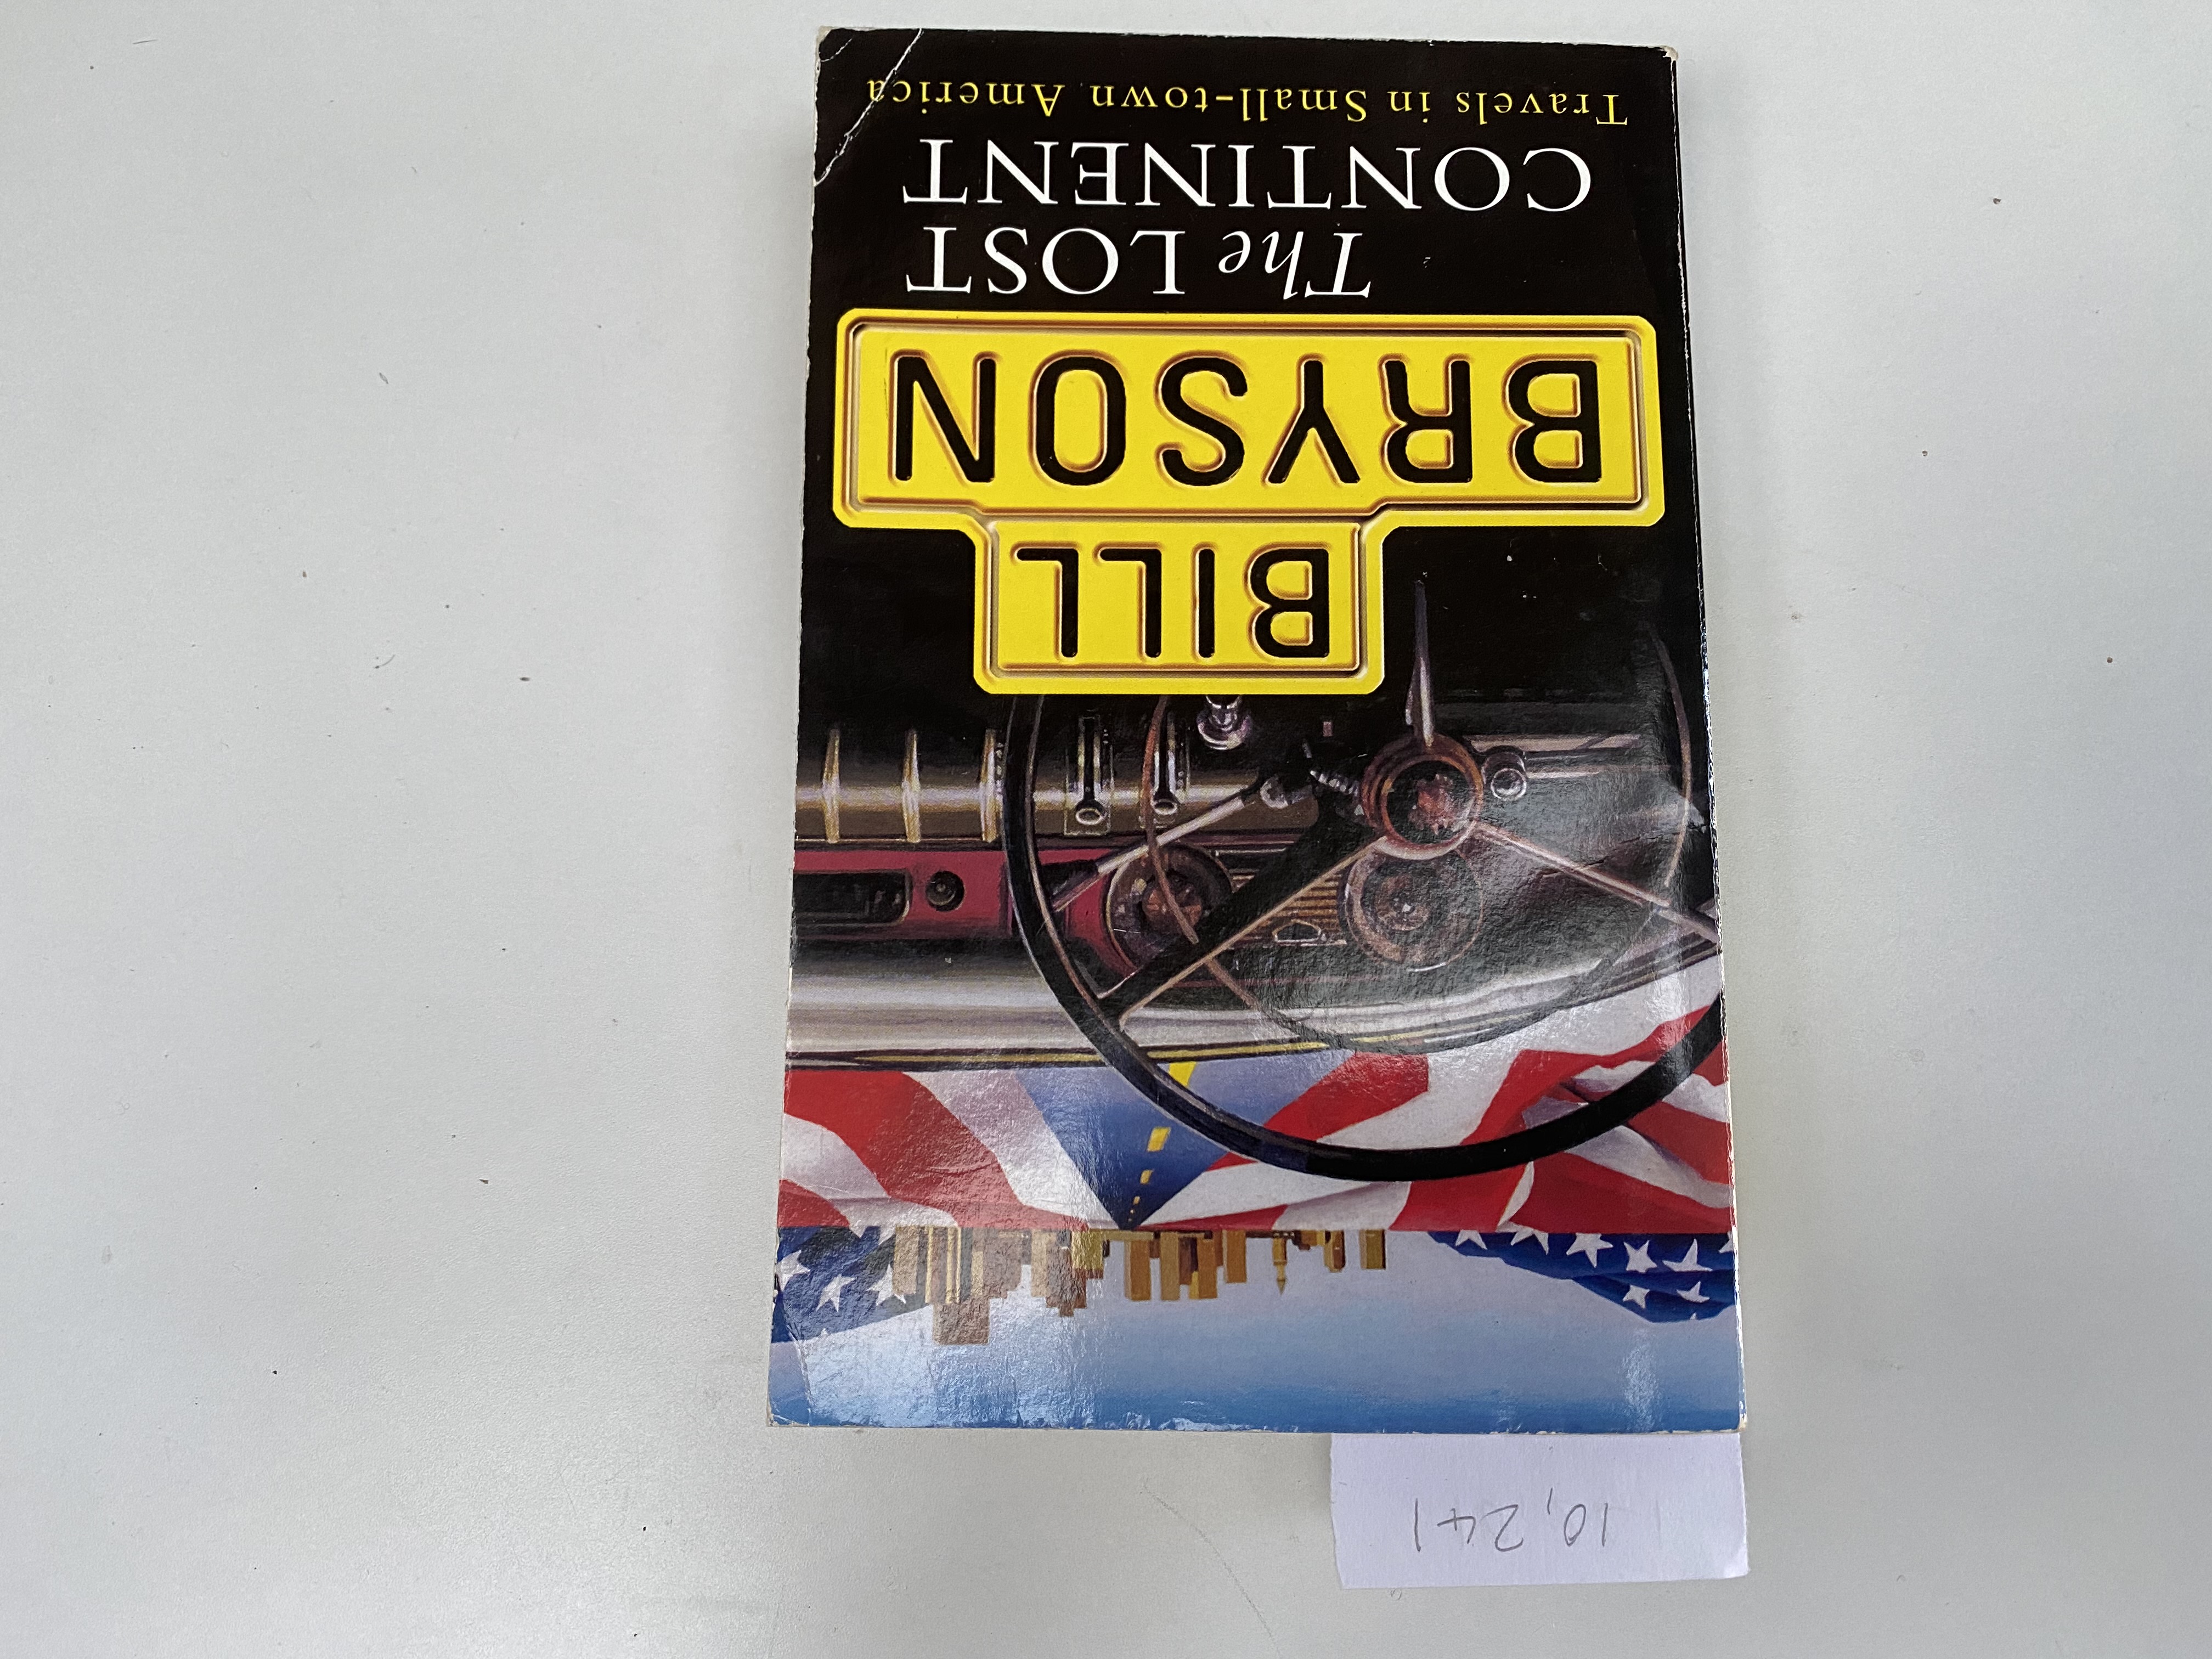 10,241
BILL
BRYSON
The LOST
CONTINENT
Travels in Small-town America